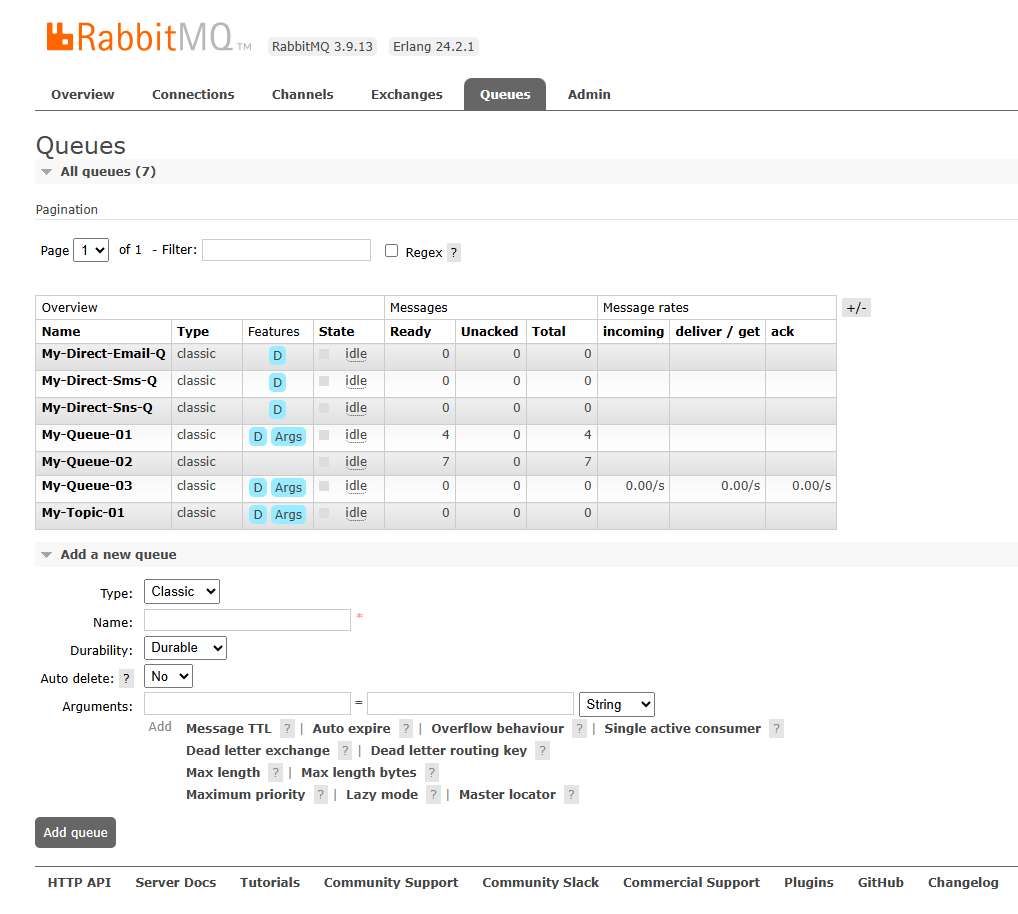 RabbitMQ TM RabbitMQ 3.9.13 Erlang 24.2.1
Overview Connections Channels Exchanges Queues Admin
Queues
All queues (7)
Pagination
Page 1 of 1 - Filter: Regex ?
Overview Messages Message rates +/-
Name Type Features State Ready Unacked Total incoming deliver / get ack
My-Direct-Email-Q classic D idle 0 0 0
My-Direct-Sms-Q classic D idle 0 0 0
My-Direct-Sns-Q classic D idle 0 0 0
My-Queue-01 classic D Args idle 4 0 4
My-Queue-02 classic idle 7 0 7
My-Queue-03 classic D Args idle 0 0 0 0.00/s 0.00/s 0.00/s
My-Topic-01 classic D Args idle 0 0 0
Add a new queue
Type: Classic
Name: *
Durability: Durable
Auto delete: ? No
Arguments: = String
Add Message TTL ? | Auto expire ? | Overflow behaviour ? | Single active consumer ?
Dead letter exchange ? | Dead letter routing key ?
Max length ? | Max length bytes ?
Maximum priority ? | Lazy mode ? | Master locator ?
Add queue
HTTP API Server Docs Tutorials Community Support Community Slack Commercial Support Plugins GitHub Changelog